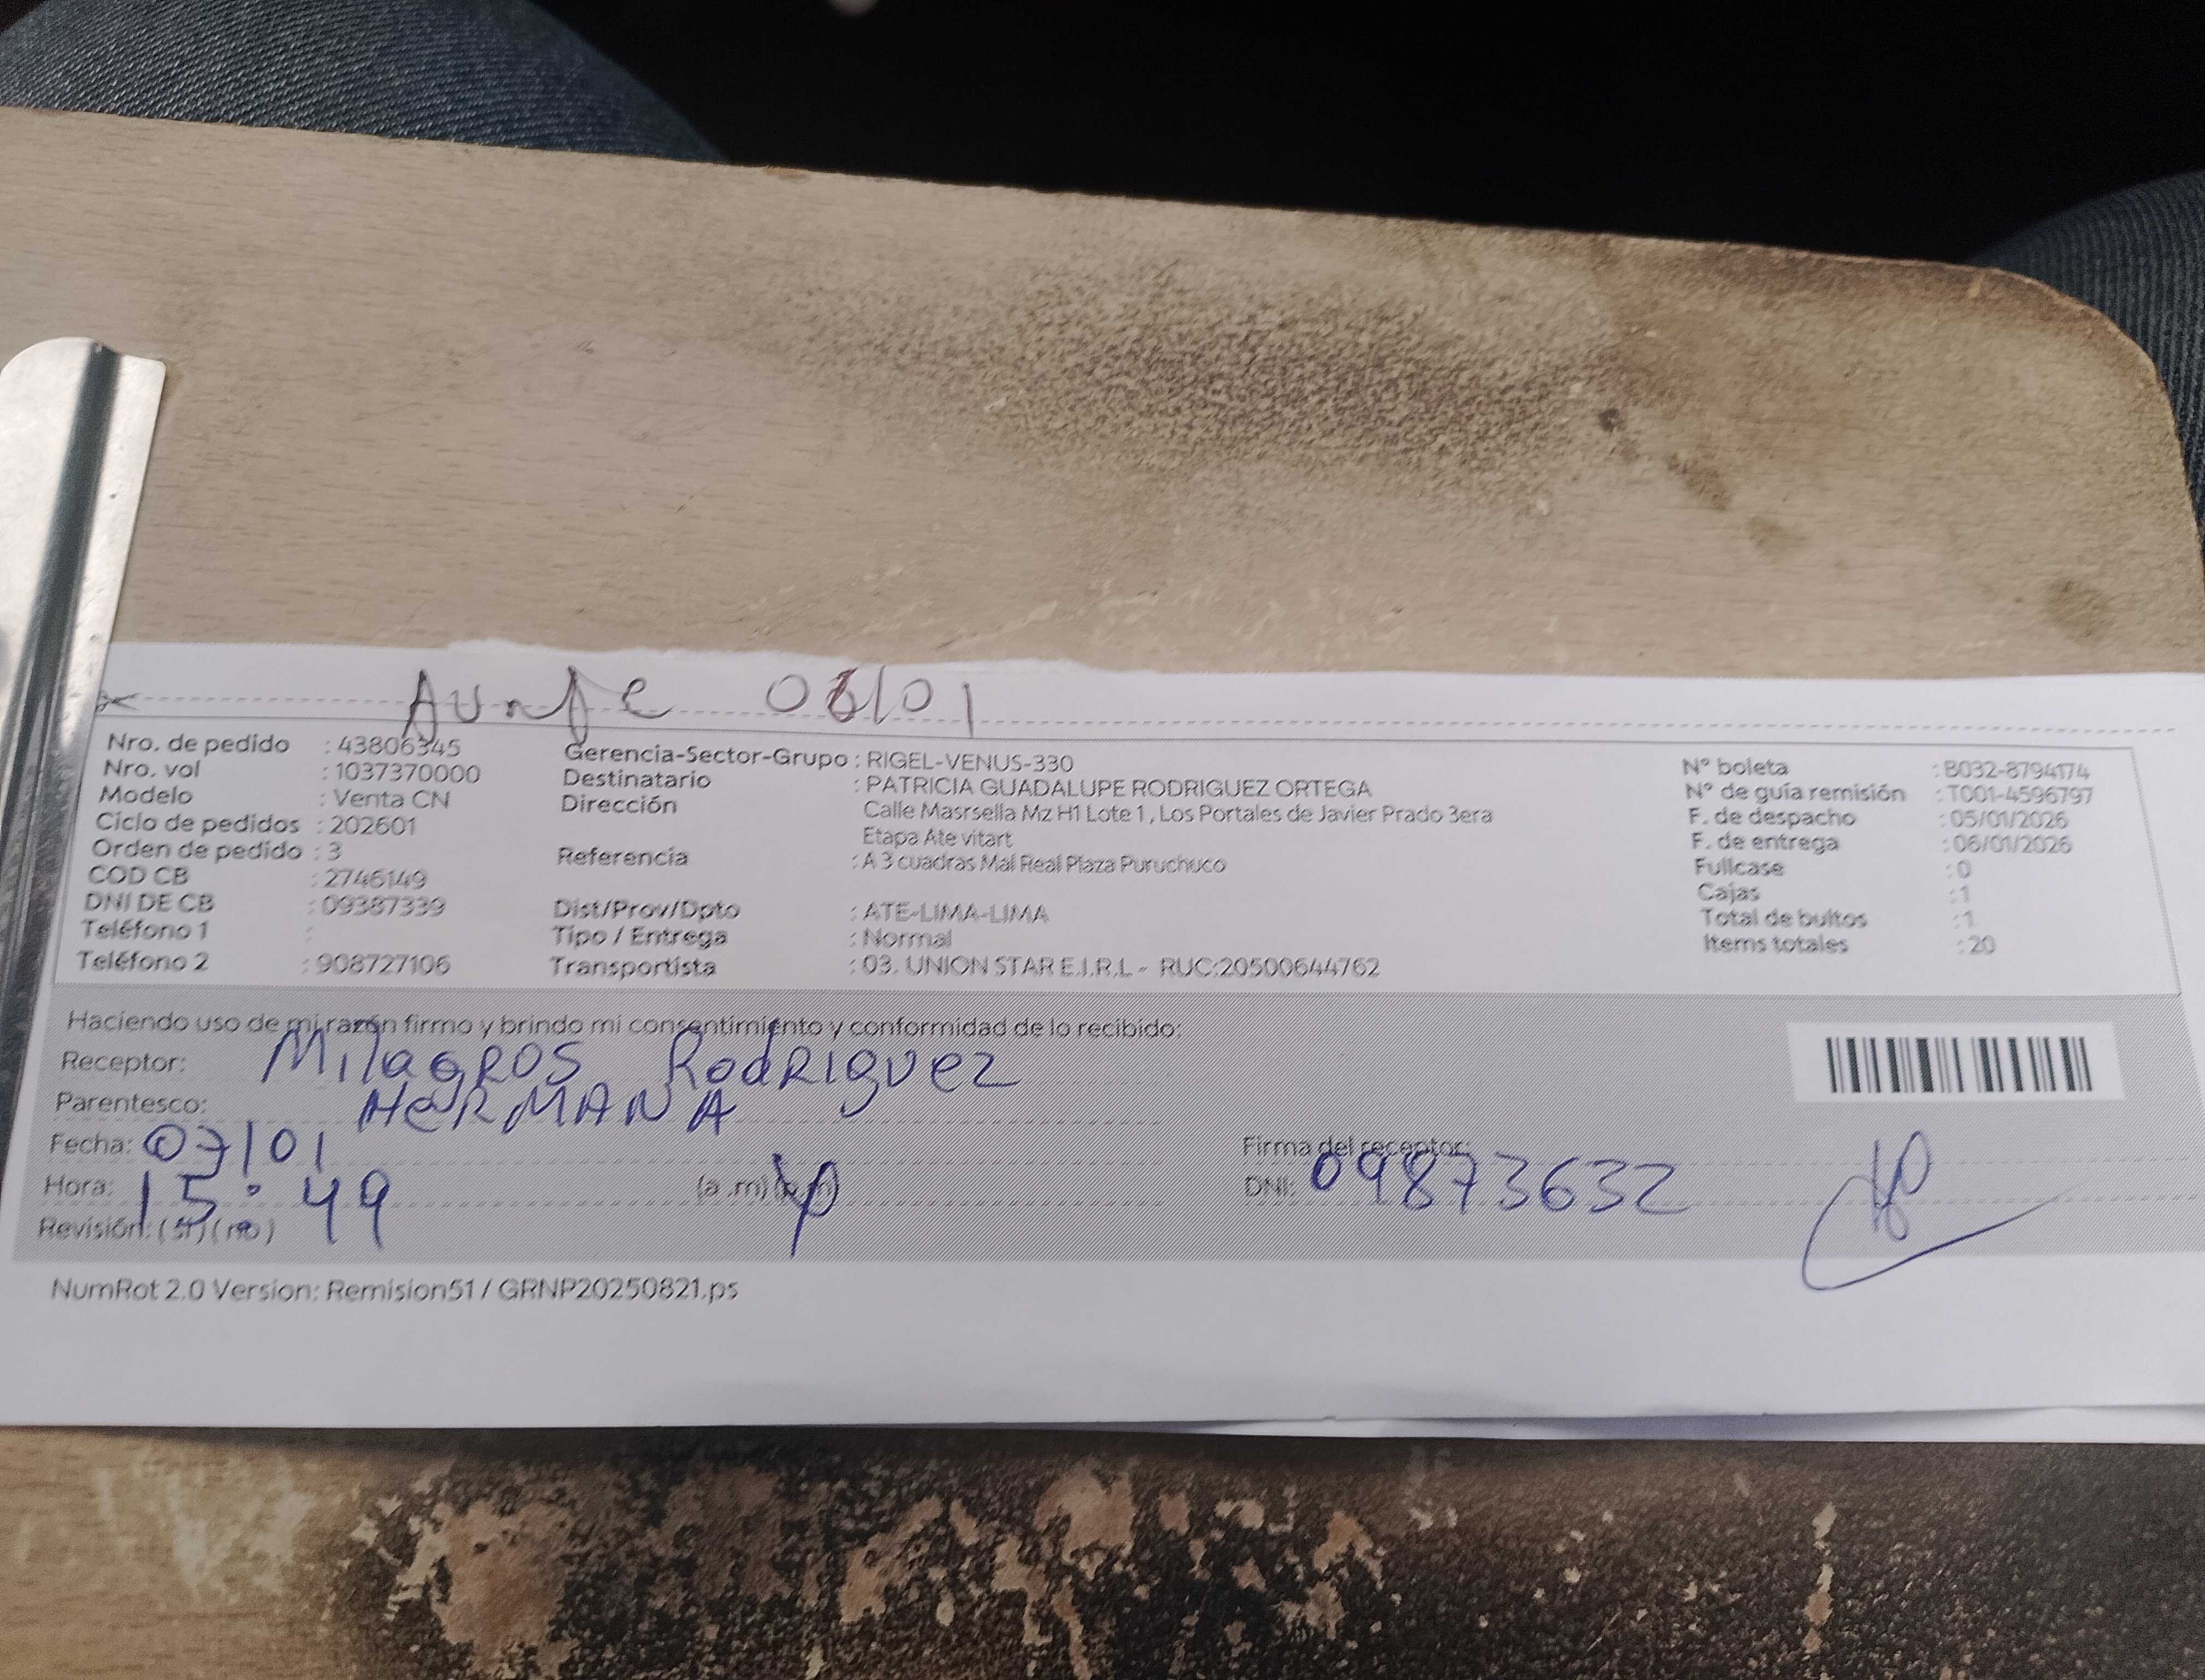 Aunfe 06/01
Nro. de pedido : 43806345
Nro. vol : 1037370000
Modelo : Venta CN
Ciclo de pedidos : 202601
Orden de pedido : 3
COD CB : 2746149
DNI DE CB : 09387339
Teléfono 1 :
Teléfono 2 : 908727106
Gerencia-Sector-Grupo : RIGEL-VENUS-330
Destinatario : PATRICIA GUADALUPE RODRIGUEZ ORTEGA
Dirección Calle Masrsella Mz H1 Lote 1 , Los Portales de Javier Prado 3era
Etapa Ate vitart
Referencia : A 3 cuadras Mal Real Plaza Puruchuco
Dist/Prov/Dpto : ATE-LIMA-LIMA
Tipo / Entrega : Normal
Transportista : 03. UNION STAR E.I.R.L - RUC:20500644762
N° boleta : B032-8794174
N° de guía remisión : T001-4596797
F. de despacho : 05/01/2026
F. de entrega : 06/01/2026
Fullcase : 0
Cajas : 1
Total de bultos : 1
Items totales : 20
Haciendo uso de mi razón firmo y brindo mi consentimiento y conformidad de lo recibido:
Receptor: Milagros Rodriguez
Parentesco: HeRMANA
Fecha: 07/01
Hora: 15:49 (a .m) (p.m)
Revisión: ( si ) ( no )
Firma del receptor:
DNI: 09873632
NumRot 2.0 Version: Remision51 / GRNP20250821.ps